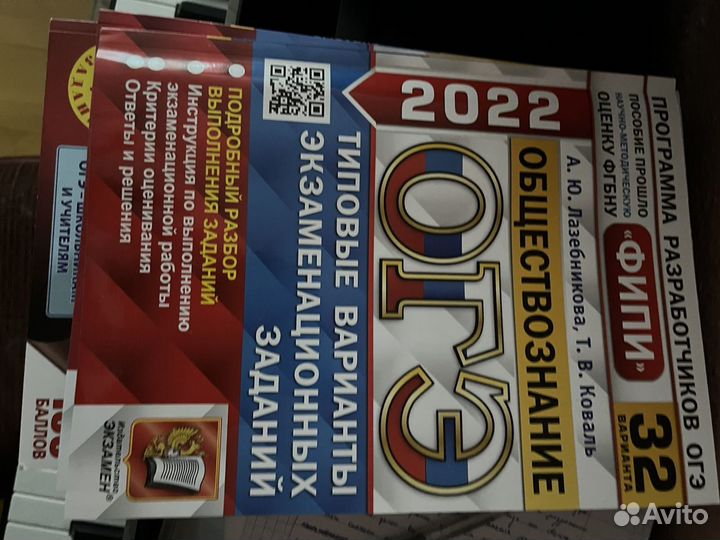 ПРОГРАММА РАЗРАБОТЧИКОВ ОГЭ
ПОСОБИЕ ПРОШЛО
НАУЧНО-МЕТОДИЧЕСКУЮ
ОЦЕНКУ ФГБНУ
«ФИПИ»
32
ВАРИАНТА
А. Ю. Лазебникова, Т. В. Коваль
ОБЩЕСТВОЗНАНИЕ
2022
ОГЭ
ТИПОВЫЕ ВАРИАНТЫ
ЭКЗАМЕНАЦИОННЫХ
ЗАДАНИЙ
ПОДРОБНЫЙ РАЗБОР
ВЫПОЛНЕНИЯ ЗАДАНИЙ
Инструкция по выполнению
экзаменационной работы
Критерии оценивания
Ответы и решения
Издательство
ЭКЗАМЕН
И УЧИТЕЛЯМ
БАЛЛОВ
Avito